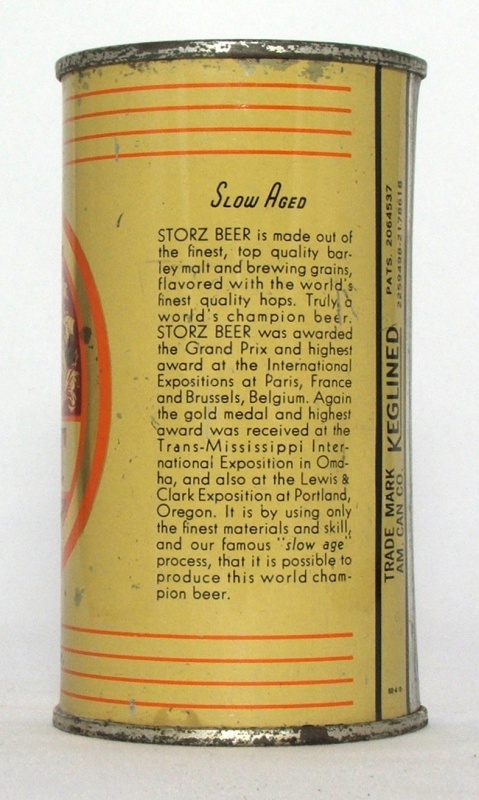 SLOW AGED
STORZ BEER is made out of
the finest, top quality bar-
ley malt and brewing grains,
flavored with the world's
finest quality hops. Truly a
world's champion beer.
STORZ BEER was awarded
the Grand Prix and highest
award at the International
Expositions at Paris, France
and Brussels, Belgium. Again
the gold medal and highest
award was received at the
Trans-Mississippi Inter-
national Exposition in Oma-
ha, and also at the Lewis &
Clark Exposition at Portland,
Oregon. It is by using only
the finest materials and skill,
and our famous "slow age"
process, that it is possible to
produce this world cham-
pion beer.
TRADE MARK KEGLINED PATS. 2064537
AM. CAN CO. 2259498-2178618